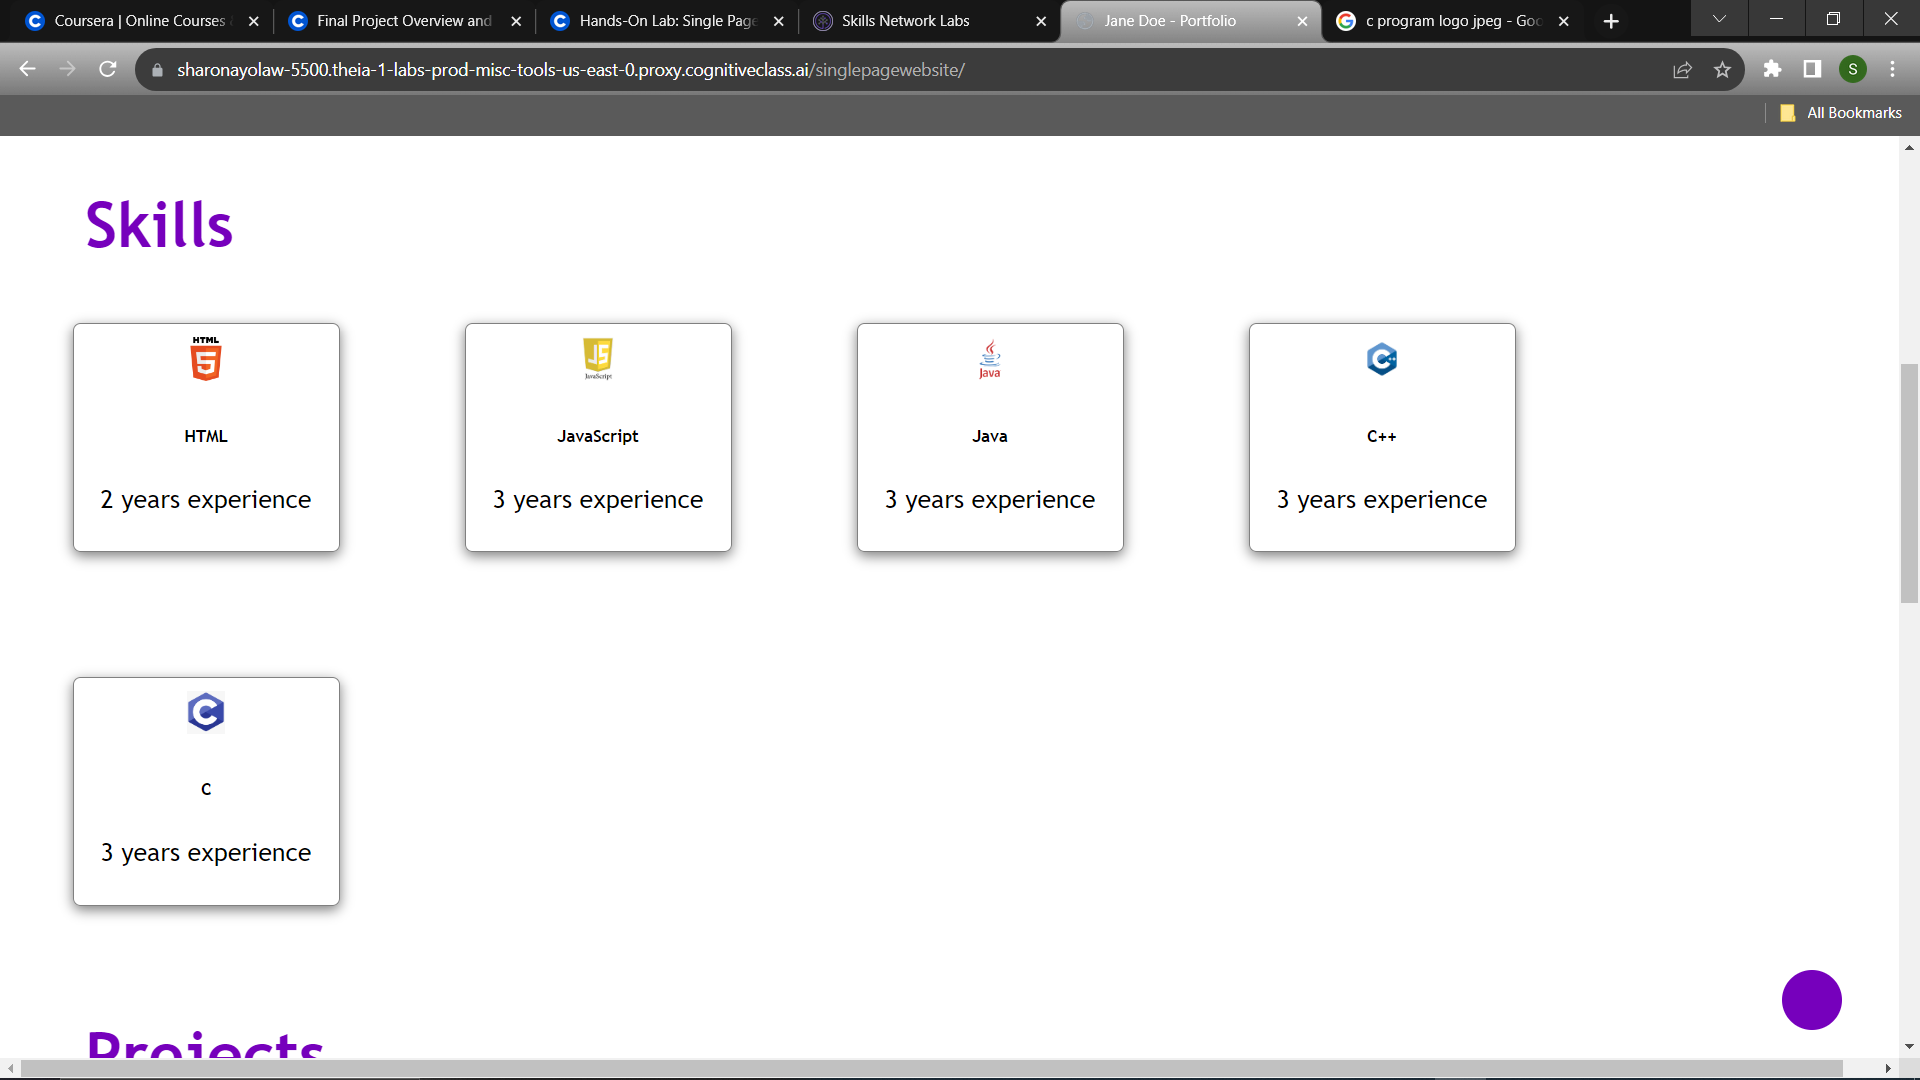 Coursera | Online Courses
Final Project Overview and
Hands-On Lab: Single Page
Skills Network Labs
Jane Doe - Portfolio
c program logo jpeg - Goo
sharonayolaw-5500.theia-1-labs-prod-misc-tools-us-east-0.proxy.cognitiveclass.ai/singlepagewebsite/
S
All Bookmarks
Skills
HTML
5
JS
JavaScript
Java
C++
HTML
JavaScript
Java
C++
2 years experience
3 years experience
3 years experience
3 years experience
C
C
3 years experience
Projects